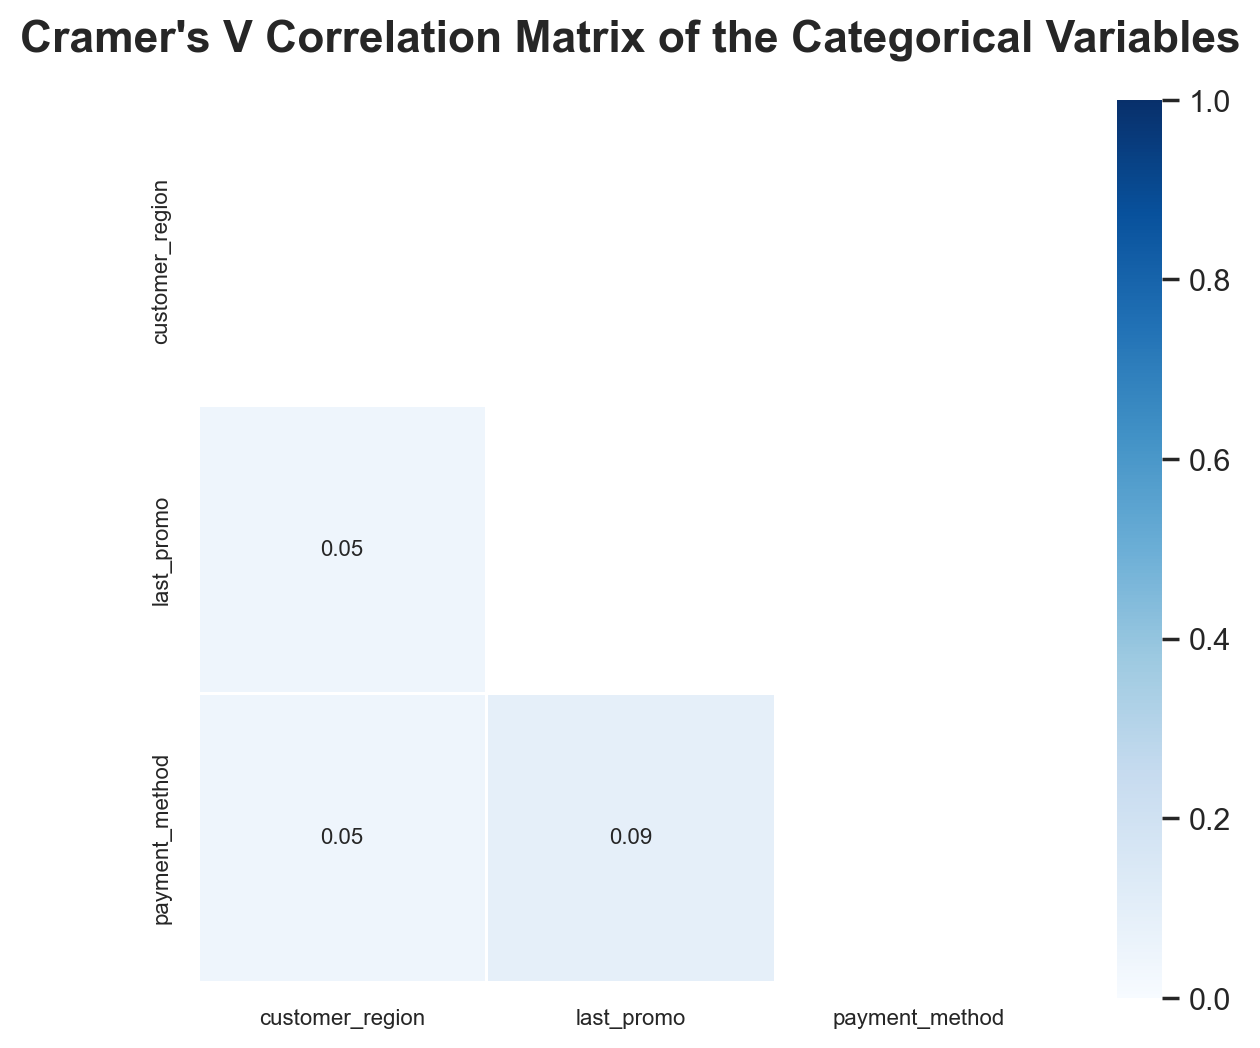 Cramer's V Correlation Matrix of the Categorical Variables
customer_region
last_promo
payment_method
0.05
0.05
0.09
customer_region
last_promo
payment_method
1.0
0.8
0.6
0.4
0.2
0.0